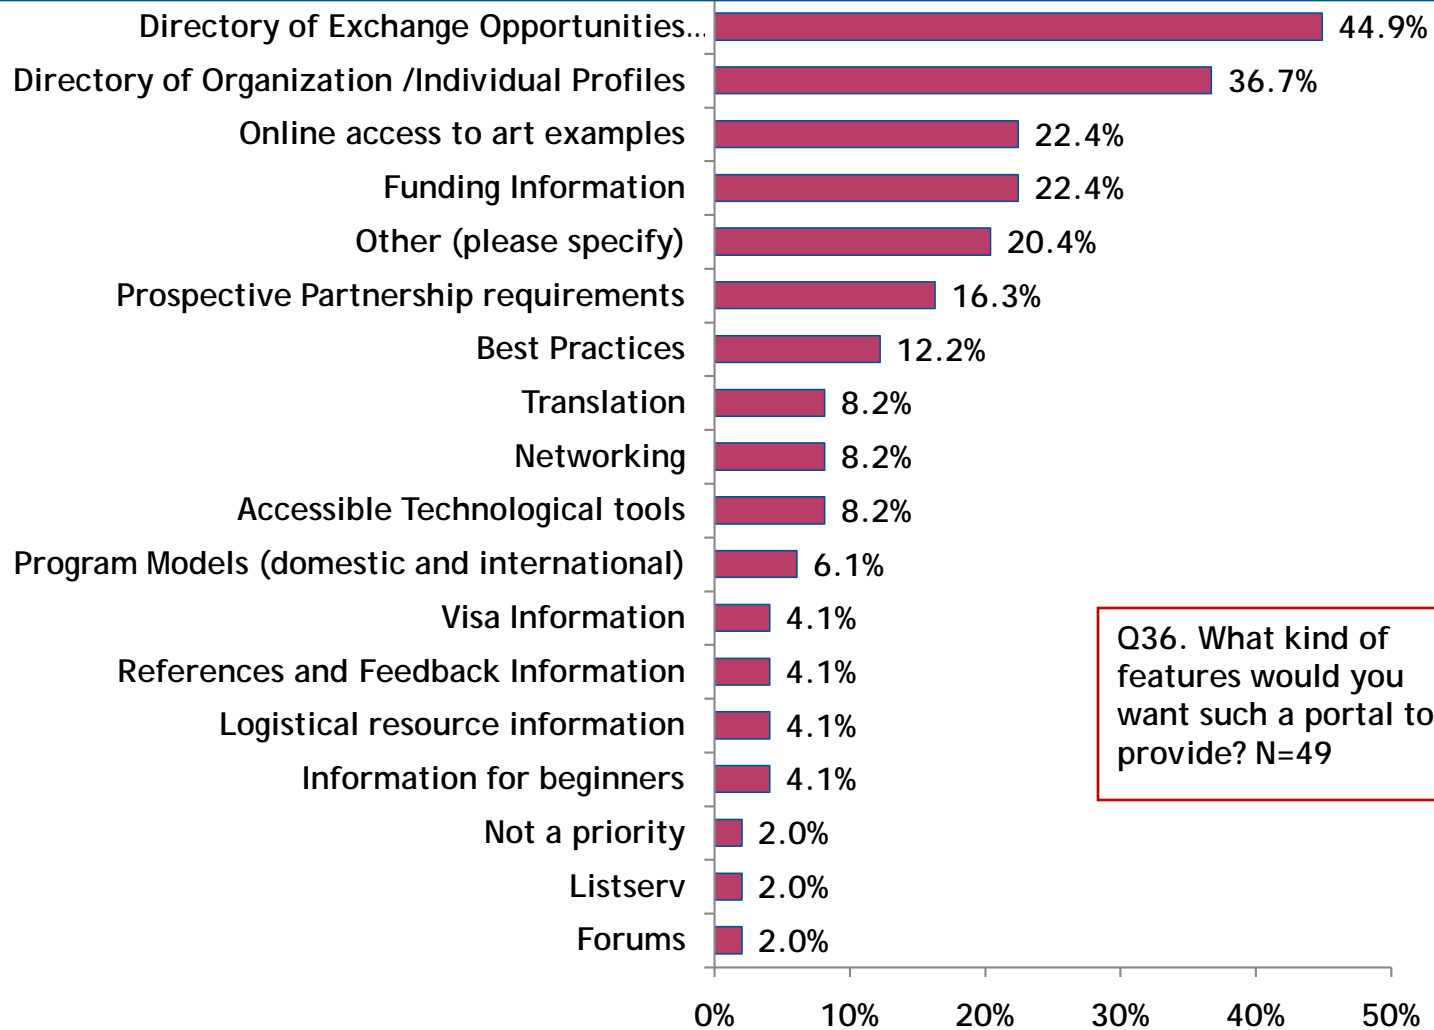 Directory of Exchange Opportunities... 44.9%
Directory of Organization /Individual Profiles 36.7%
Online access to art examples 22.4%
Funding Information 22.4%
Other (please specify) 20.4%
Prospective Partnership requirements 16.3%
Best Practices 12.2%
Translation 8.2%
Networking 8.2%
Accessible Technological tools 8.2%
Program Models (domestic and international) 6.1%
Visa Information 4.1%
References and Feedback Information 4.1%
Logistical resource information 4.1%
Information for beginners 4.1%
Not a priority 2.0%
Listserv 2.0%
Forums 2.0%
0% 10% 20% 30% 40% 50%
Q36. What kind of
features would you
want such a portal to
provide? N=49